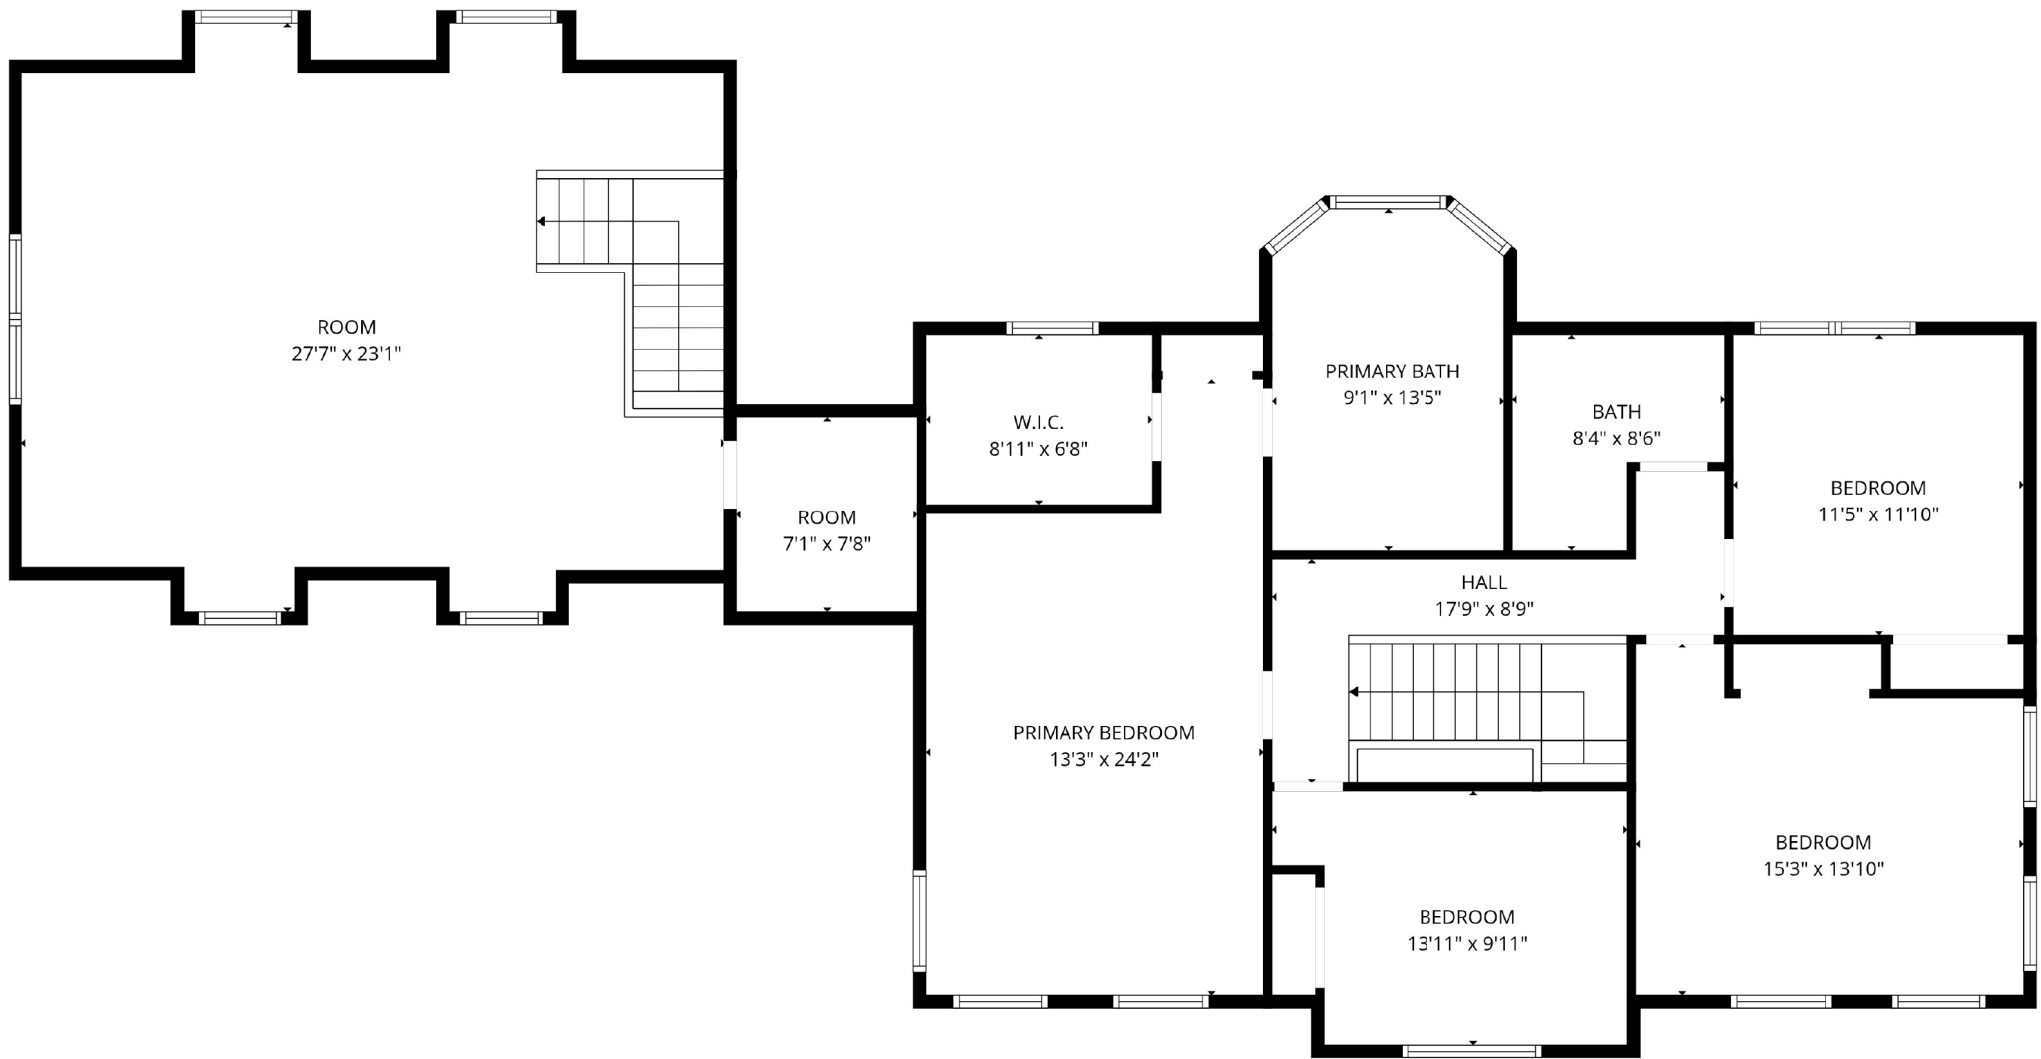 ROOM
27'7" x 23'1"
PRIMARY BATH
9'1" x 13'5"
W.I.C.
8'11" x 6'8"
BATH
8'4" x 8'6"
BEDROOM
11'5" x 11'10"
ROOM
7'1" x 7'8"
HALL
17'9" x 8'9"
PRIMARY BEDROOM
13'3" x 24'2"
BEDROOM
15'3" x 13'10"
BEDROOM
13'11" x 9'11"